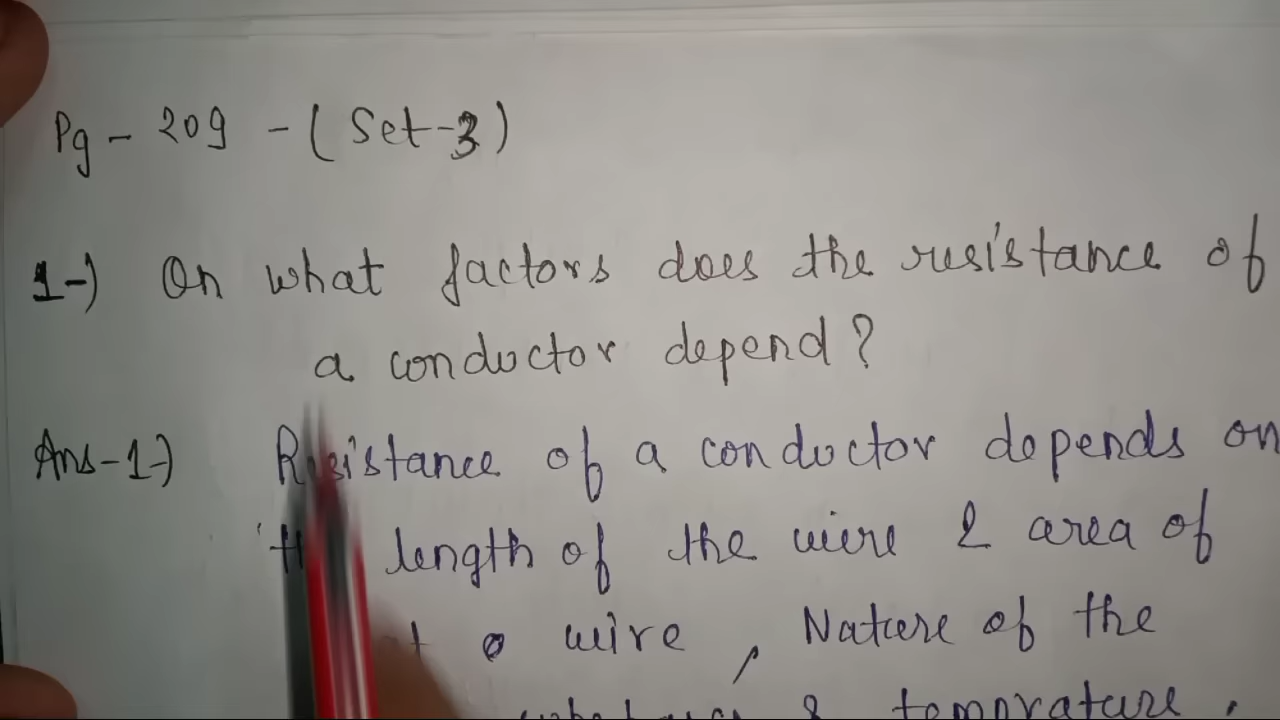 Pg - 209 - (Set-3)
1-) On what factors does the resistance of
a conductor depend?
Ans-1-) Resistance of a conductor depends on
length of the wire & area of
wire, Nature of the
& temprature.